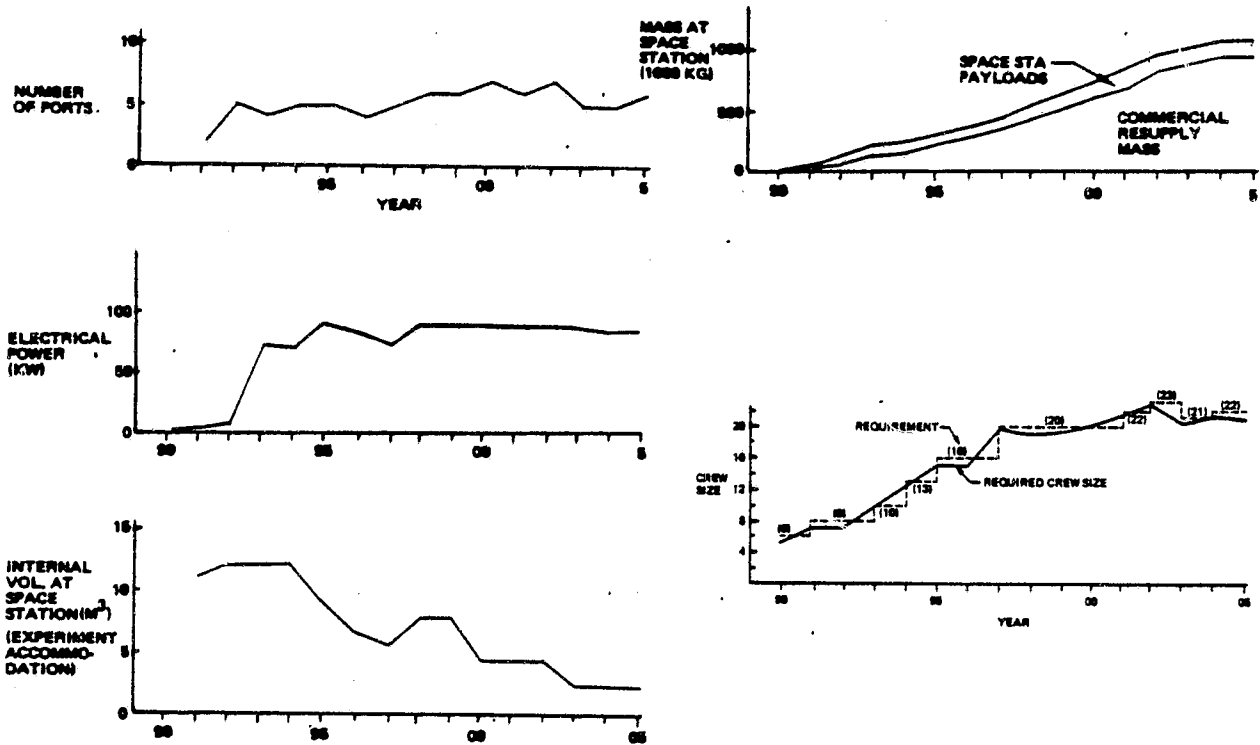 10
NUMBER
OF PORTS
5
0
95
00
5
YEAR
MASS AT
SPACE
STATION
(1000 KG)
1000
500
0
SPACE STA
PAYLOADS
COMMERCIAL
RESUPPLY
MASS
90
95
00
5
ELECTRICAL
POWER
(KW)
100
50
0
90
95
00
05
INTERNAL
VOL. AT
SPACE
STATION (M³)
(EXPERIMENT
ACCOMMO-
DATION)
15
10
5
0
90
95
00
05
CREW
SIZE
20
16
12
8
4
REQUIREMENT
REQUIRED CREW SIZE
(10)
(13)
(16)
(20)
(22)
(23)
(21)
(22)
90
95
00
05
YEAR